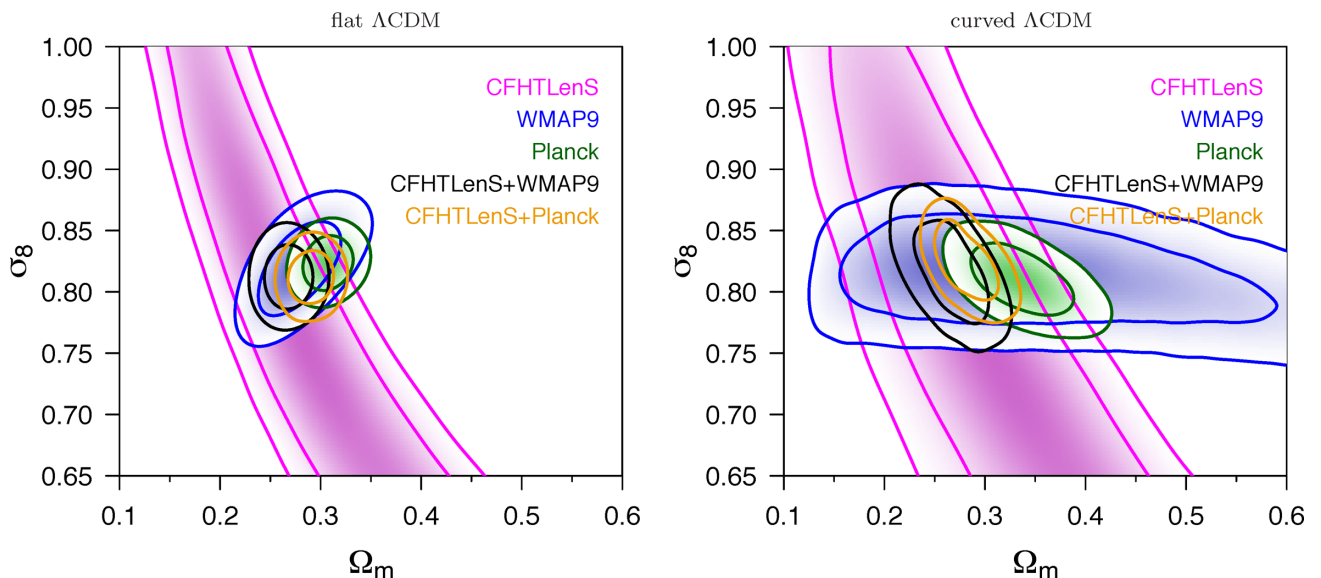 flat ΛCDM
1.00
0.95
0.90
0.85
0.80
0.75
0.70
0.65
σ8
CFHTLenS
WMAP9
Planck
CFHTLenS+WMAP9
CFHTLenS+Planck
0.1 0.2 0.3 0.4 0.5 0.6
Ωm
curved ΛCDM
1.00
0.95
0.90
0.85
0.80
0.75
0.70
0.65
σ8
CFHTLenS
WMAP9
Planck
CFHTLenS+WMAP9
CFHTLenS+Planck
0.1 0.2 0.3 0.4 0.5 0.6
Ωm